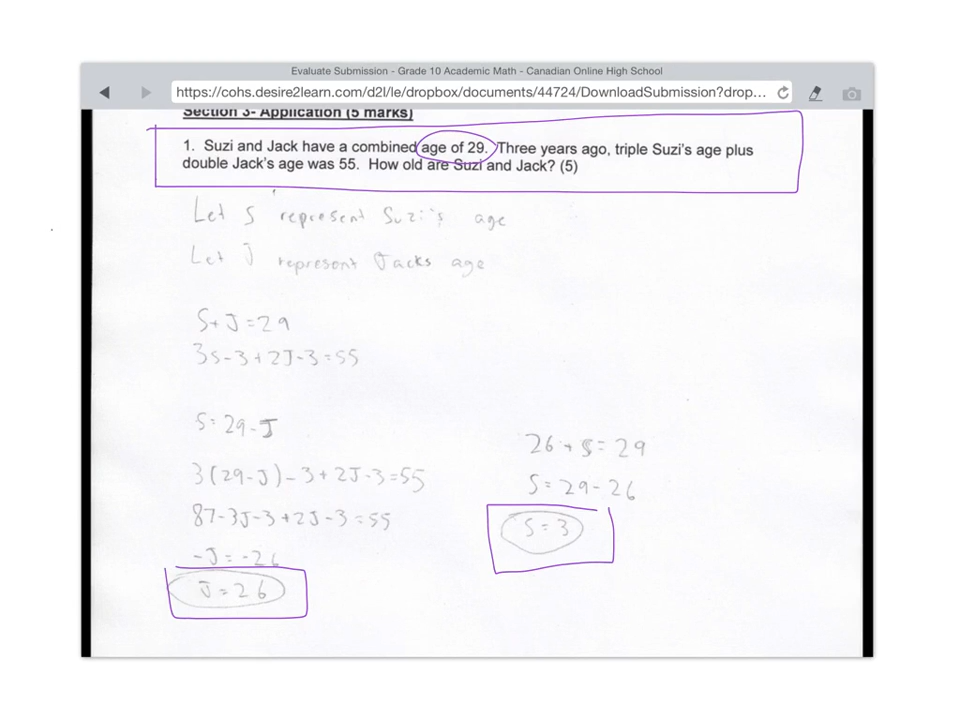 Evaluate Submission - Grade 10 Academic Math - Canadian Online High School
https://cohs.desire2learn.com/d2l/le/dropbox/documents/44724/DownloadSubmission?drop...
Section 3- Application (5 marks)
1. Suzi and Jack have a combined age of 29. Three years ago, triple Suzi's age plus
double Jack's age was 55. How old are Suzi and Jack? (5)
Let S represent Suzi's age
Let J represent Jacks age
S+J=29
3S-3+2J-3=55
S=29-J
3(29-J)-3+2J-3=55
87-3J-3+2J-3=55
-J=-26
J=26
26+S=29
S=29-26
S=3